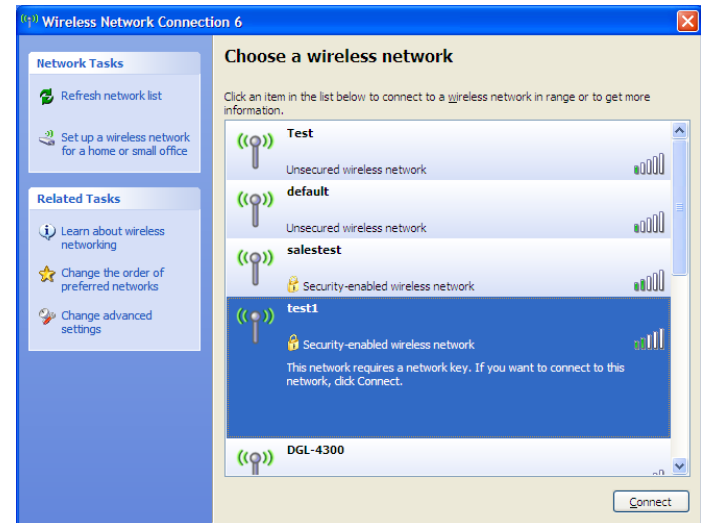 Wireless Network Connection 6
Network Tasks
Refresh network list
Set up a wireless network
for a home or small office
Related Tasks
Learn about wireless
networking
Change the order of
preferred networks
Change advanced
settings
Choose a wireless network
Click an item in the list below to connect to a wireless network in range or to get more
information.
Test
Unsecured wireless network
default
Unsecured wireless network
salestest
Security-enabled wireless network
test1
Security-enabled wireless network
This network requires a network key. If you want to connect to this
network, click Connect.
DGL-4300
Connect